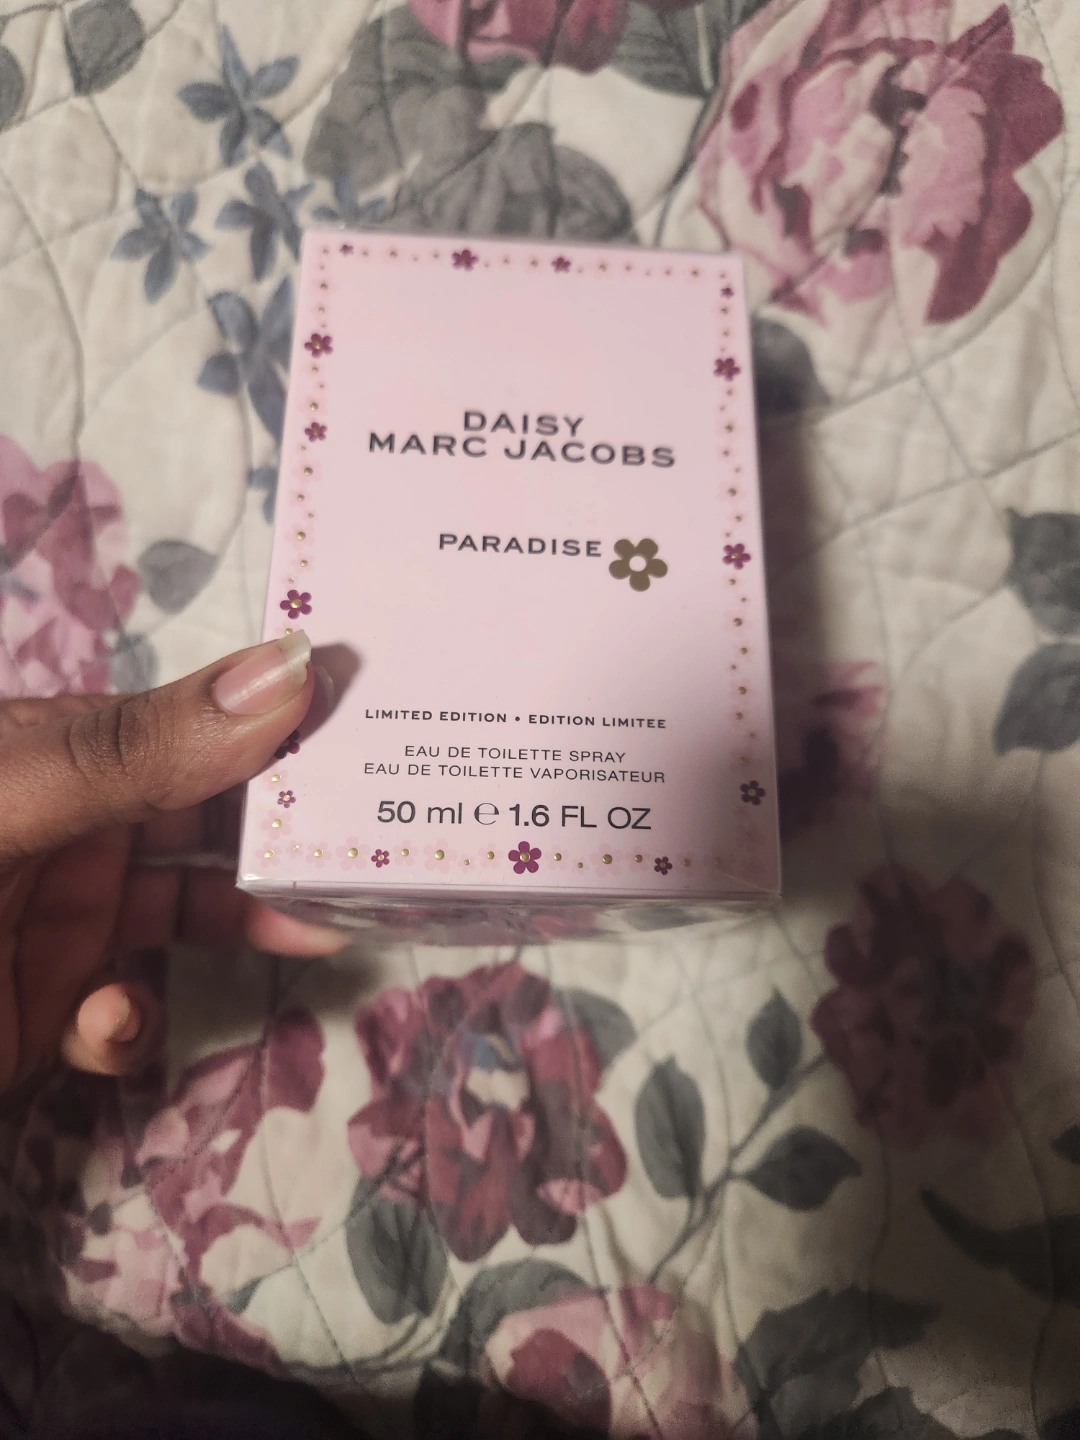 DAISY
MARC JACOBS
PARADISE
LIMITED EDITION • EDITION LIMITEE
EAU DE TOILETTE SPRAY
EAU DE TOILETTE VAPORISATEUR
50 ml ℮ 1.6 FL OZ